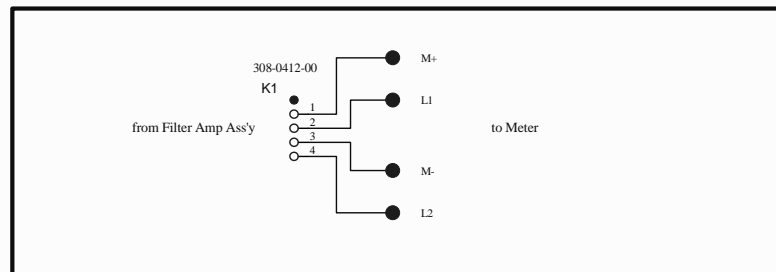 308-0412-00
K1
M+
L1
1
2
3
4
from Filter Amp Ass'y
to Meter
M-
L2